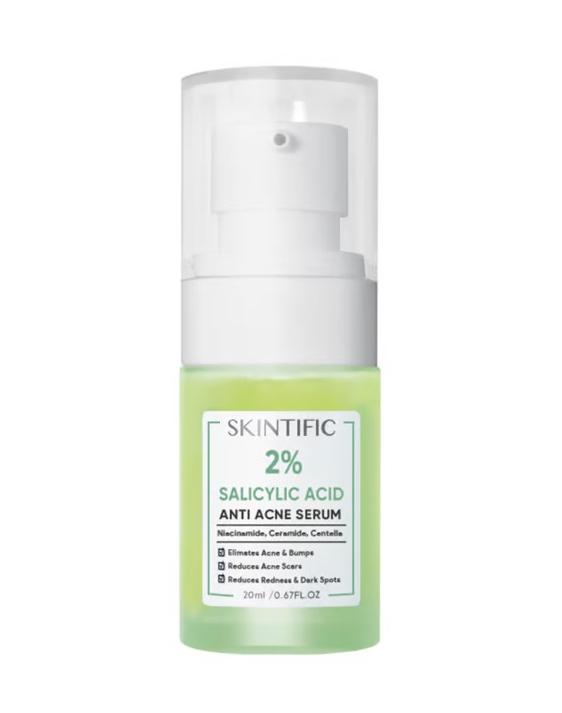 SKINTIFIC
2%
SALICYLIC ACID
ANTI ACNE SERUM
Niacinamide, Ceramide, Centella
Elimates Acne & Bumps
Reduces Acne Scars
Reduces Redness & Dark Spots
20ml /0.67FL.OZ